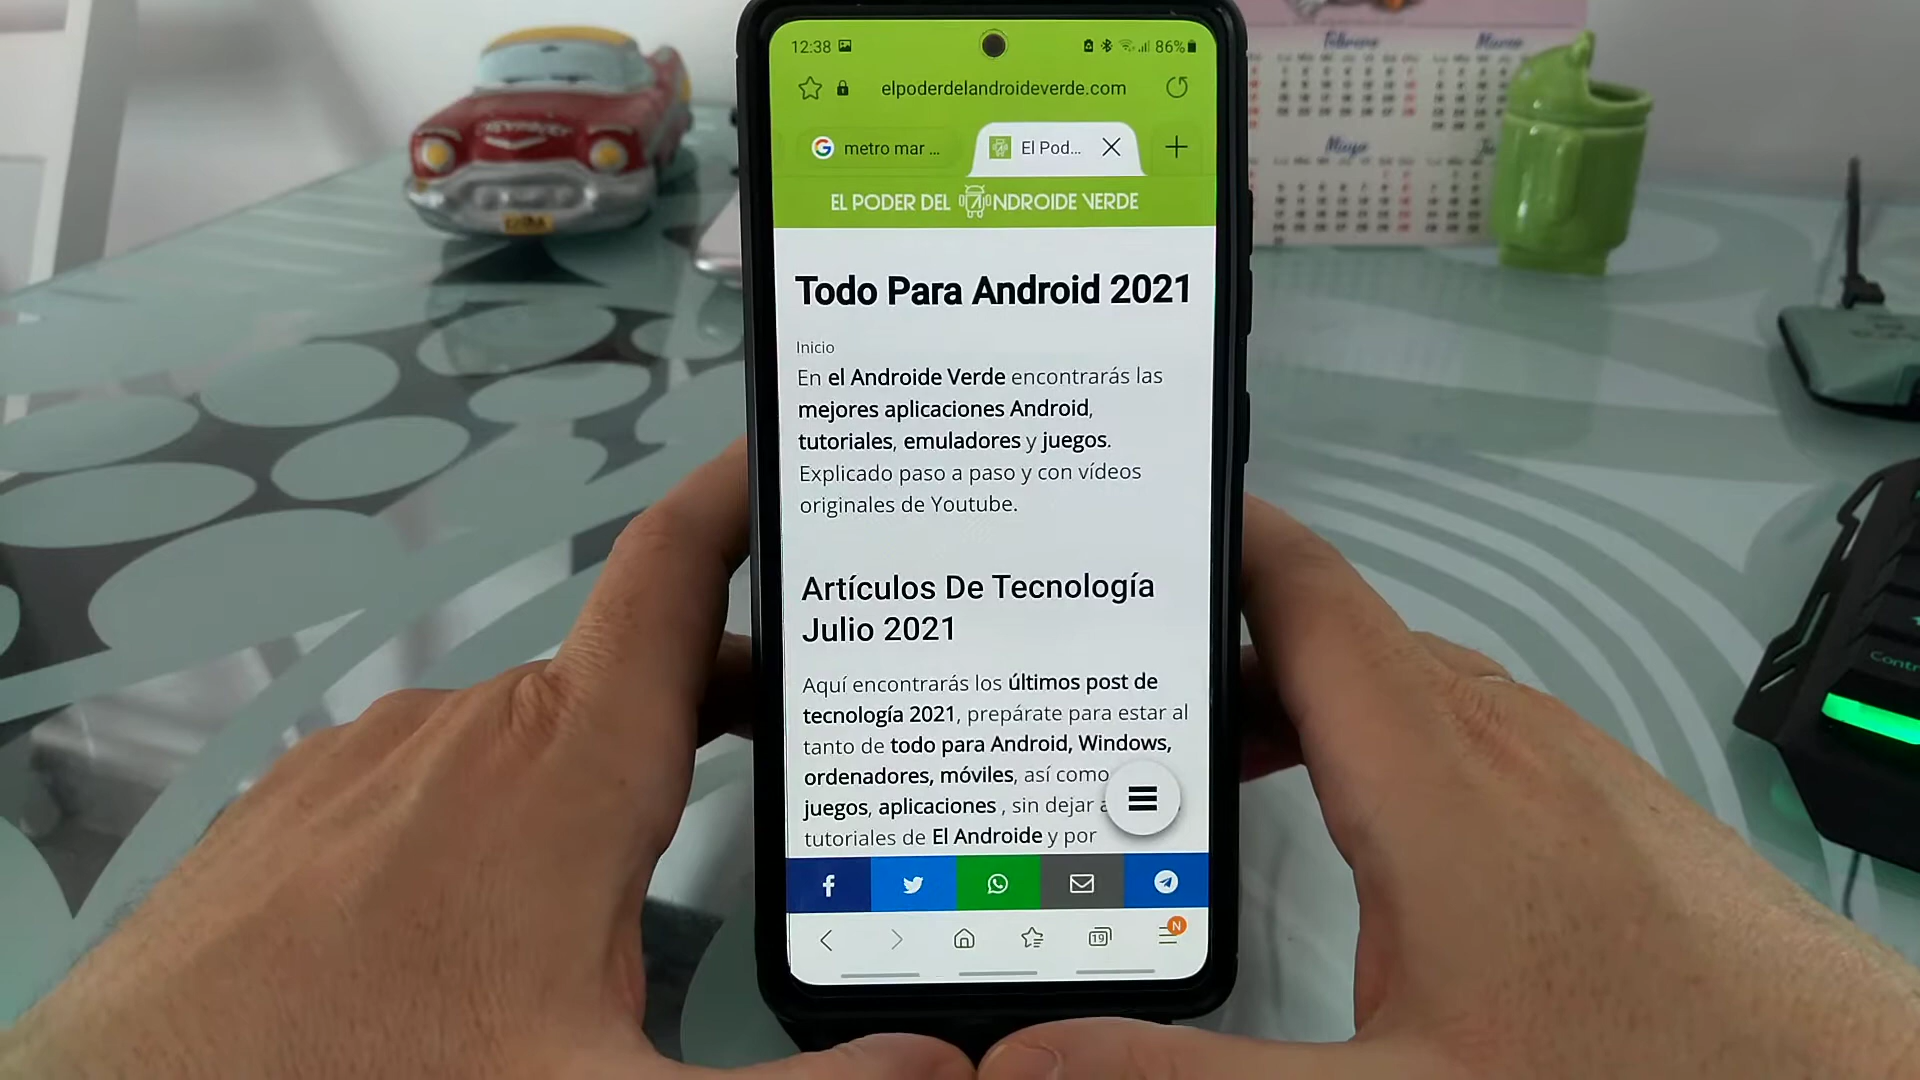 12:38
86%
elpoderdelandroideverde.com
metro mar ...
El Pod...
EL PODER DEL ANDROIDE VERDE
Todo Para Android 2021
Inicio
En el Androide Verde encontrarás las
mejores aplicaciones Android,
tutoriales, emuladores y juegos.
Explicado paso a paso y con vídeos
originales de Youtube.
Artículos De Tecnología
Julio 2021
Aquí encontrarás los últimos post de
tecnología 2021, prepárate para estar al
tanto de todo para Android, Windows,
ordenadores, móviles, así como
juegos, aplicaciones , sin dejar a
tutoriales de El Androide y por
19
N
Febrero
Marzo
Mayo
Contr